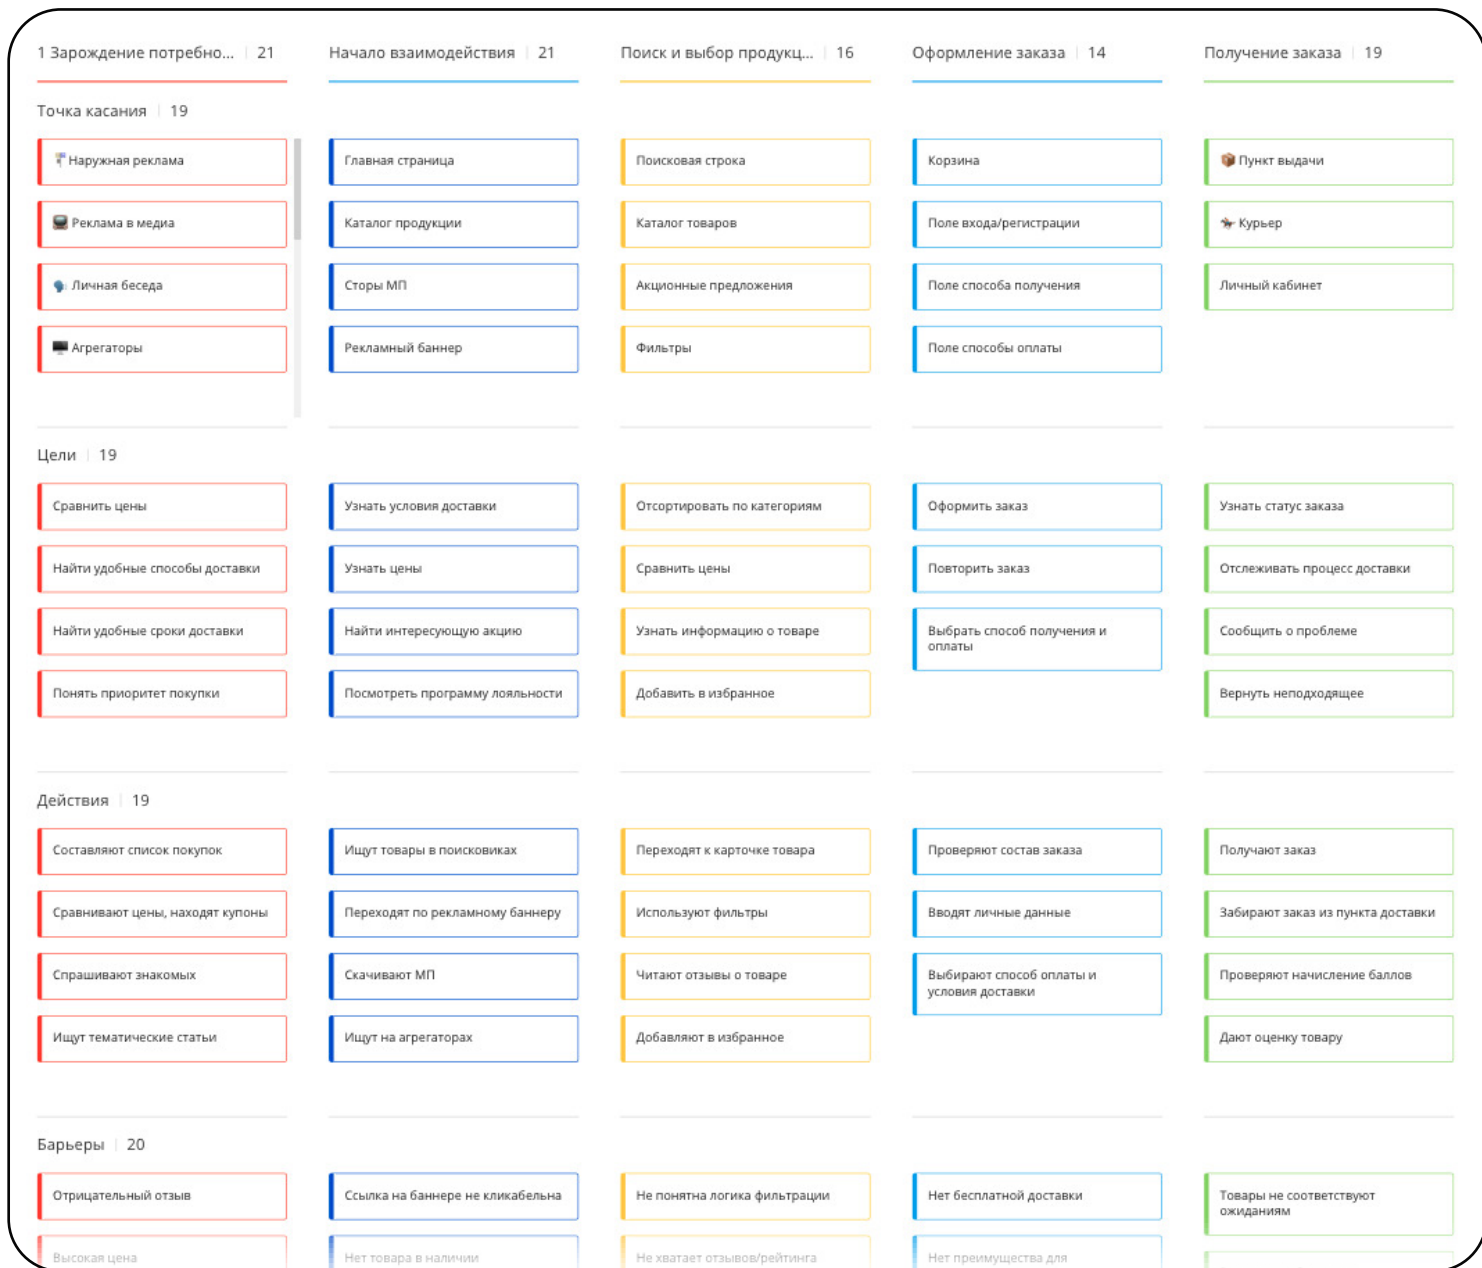 1 Зарождение потребно... 21
Начало взаимодействия 21
Поиск и выбор продукц... 16
Оформление заказа 14
Получение заказа 19
Точка касания 19
Наружная реклама
Главная страница
Поисковая строка
Корзина
Пункт выдачи
Реклама в медиа
Каталог продукции
Каталог товаров
Поле входа/регистрации
Курьер
Личная беседа
Сторы МП
Акционные предложения
Поле способа получения
Личный кабинет
Агрегаторы
Рекламный баннер
Фильтры
Поле способы оплаты
Цели 19
Сравнить цены
Узнать условия доставки
Отсортировать по категориям
Оформить заказ
Узнать статус заказа
Найти удобные способы доставки
Узнать цены
Сравнить цены
Повторить заказ
Отслеживать процесс доставки
Найти удобные сроки доставки
Найти интересующую акцию
Узнать информацию о товаре
Выбрать способ получения и
оплаты
Сообщить о проблеме
Понять приоритет покупки
Посмотреть программу лояльности
Добавить в избранное
Вернуть неподходящее
Действия 19
Составляют список покупок
Ищут товары в поисковиках
Переходят к карточке товара
Проверяют состав заказа
Получают заказ
Сравнивают цены, находят купоны
Переходят по рекламному баннеру
Используют фильтры
Вводят личные данные
Забирают заказ из пункта доставки
Спрашивают знакомых
Скачивают МП
Читают отзывы о товаре
Выбирают способ оплаты и
условия доставки
Проверяют начисление баллов
Ищут тематические статьи
Ищут на агрегаторах
Добавляют в избранное
Дают оценку товару
Барьеры 20
Отрицательный отзыв
Ссылка на баннере не кликабельна
Не понятна логика фильтрации
Нет бесплатной доставки
Товары не соответствуют
ожиданиям
Высокая цена
Нет товара в наличии
Не хватает отзывов/рейтинга
Нет преимущества для